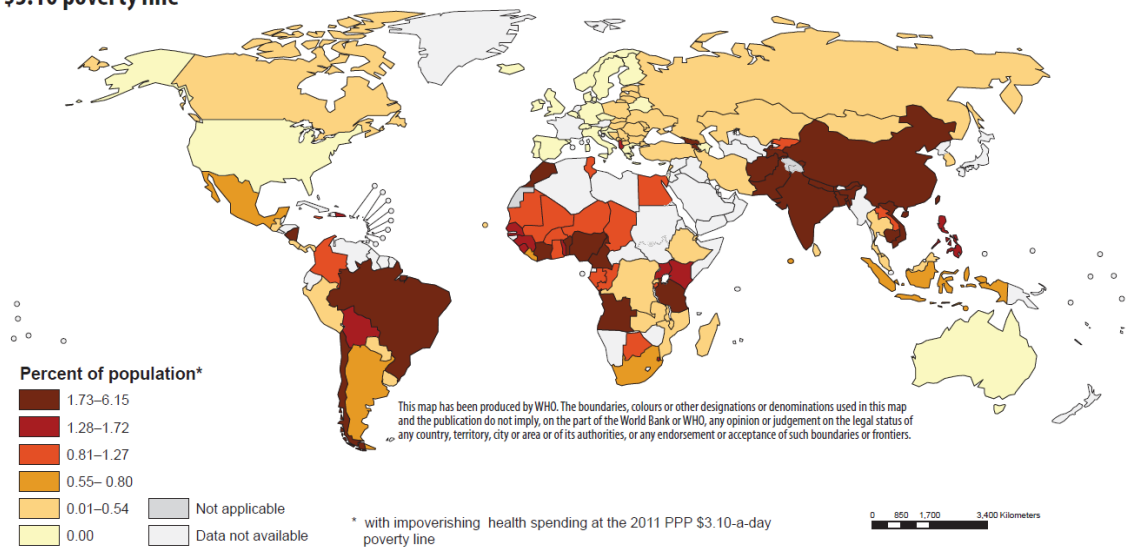 $3.10 poverty line
Percent of population*
1.73–6.15
1.28–1.72
0.81–1.27
0.55– 0.80
0.01–0.54
0.00
Not applicable
Data not available
This map has been produced by WHO. The boundaries, colours or other designations or denominations used in this map
and the publication do not imply, on the part of the World Bank or WHO, any opinion or judgement on the legal status of
any country, territory, city or area or of its authorities, or any endorsement or acceptance of such boundaries or frontiers.
* with impoverishing health spending at the 2011 PPP $3.10-a-day
poverty line
0 850 1,700 3,400 Kilometers